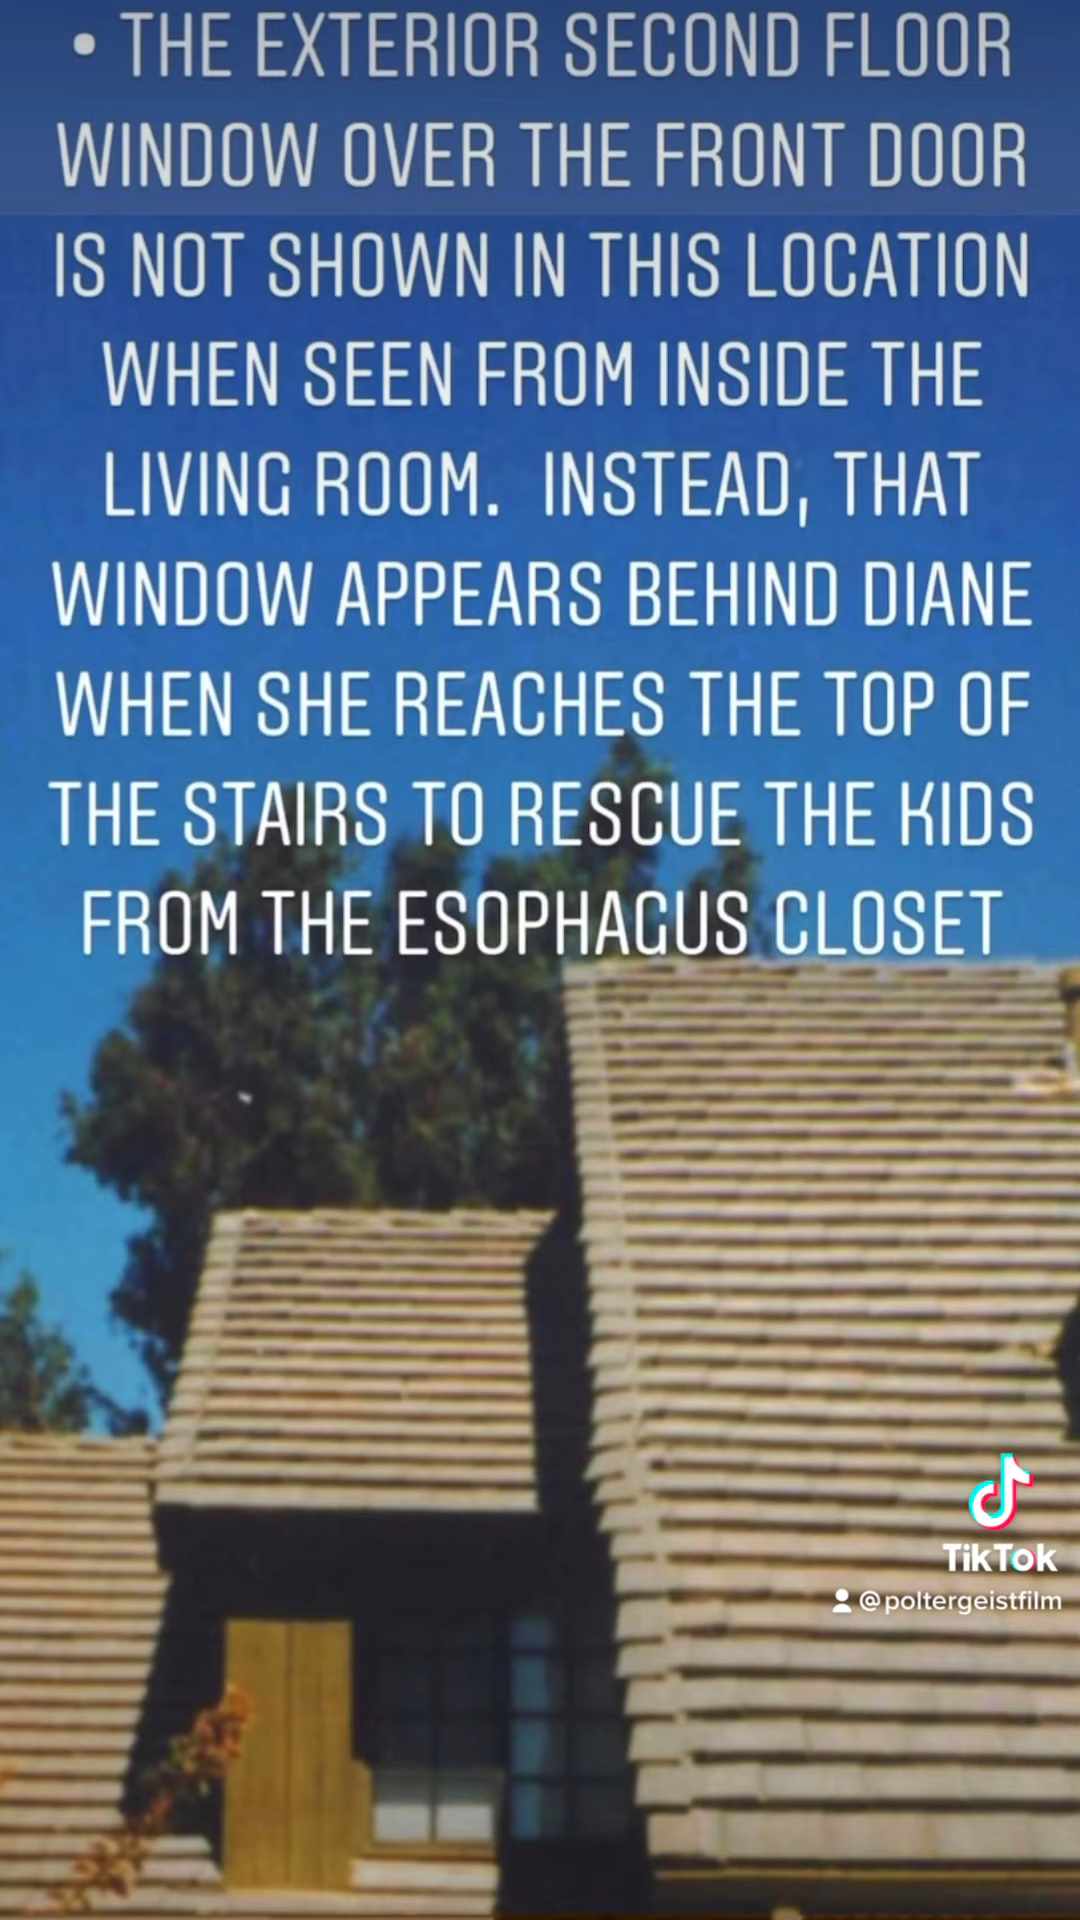 • THE EXTERIOR SECOND FLOOR
WINDOW OVER THE FRONT DOOR
IS NOT SHOWN IN THIS LOCATION
WHEN SEEN FROM INSIDE THE
LIVING ROOM.  INSTEAD, THAT
WINDOW APPEARS BEHIND DIANE
WHEN SHE REACHES THE TOP OF
THE STAIRS TO RESCUE THE KIDS
FROM THE ESOPHAGUS CLOSET
TikTok
@poltergeistfilm